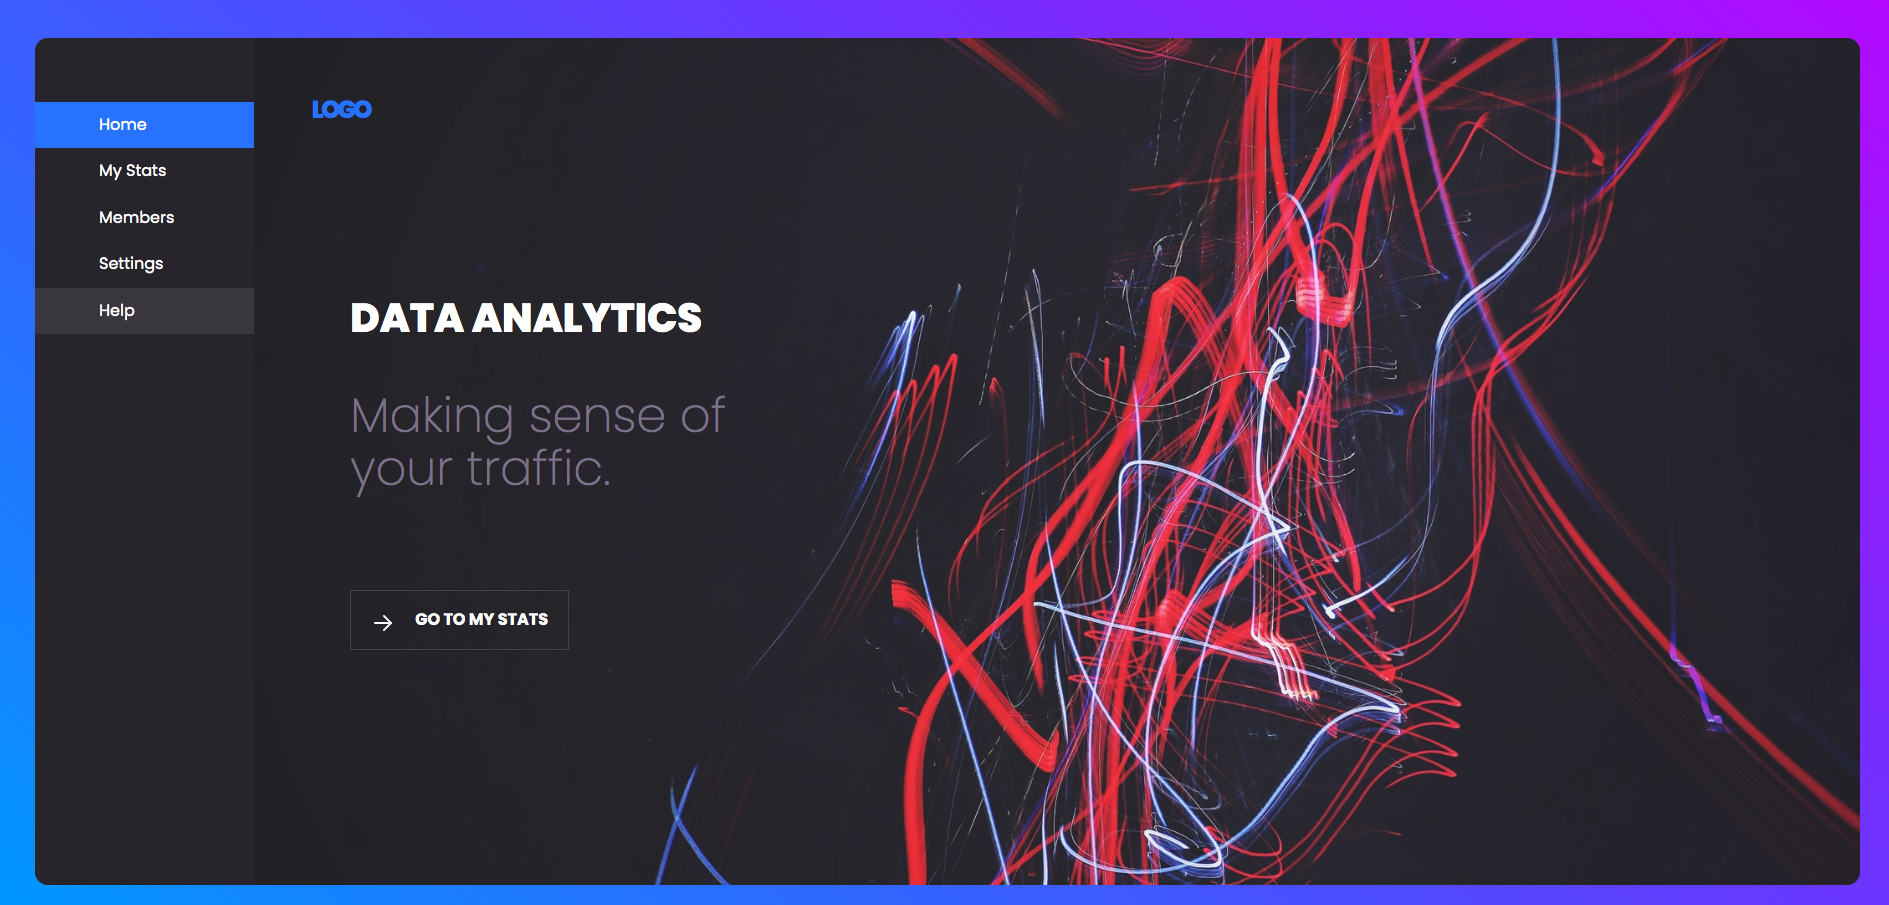 Home
My Stats
Members
Settings
Help
LOGO
DATA ANALYTICS
Making sense of
your traffic.
GO TO MY STATS